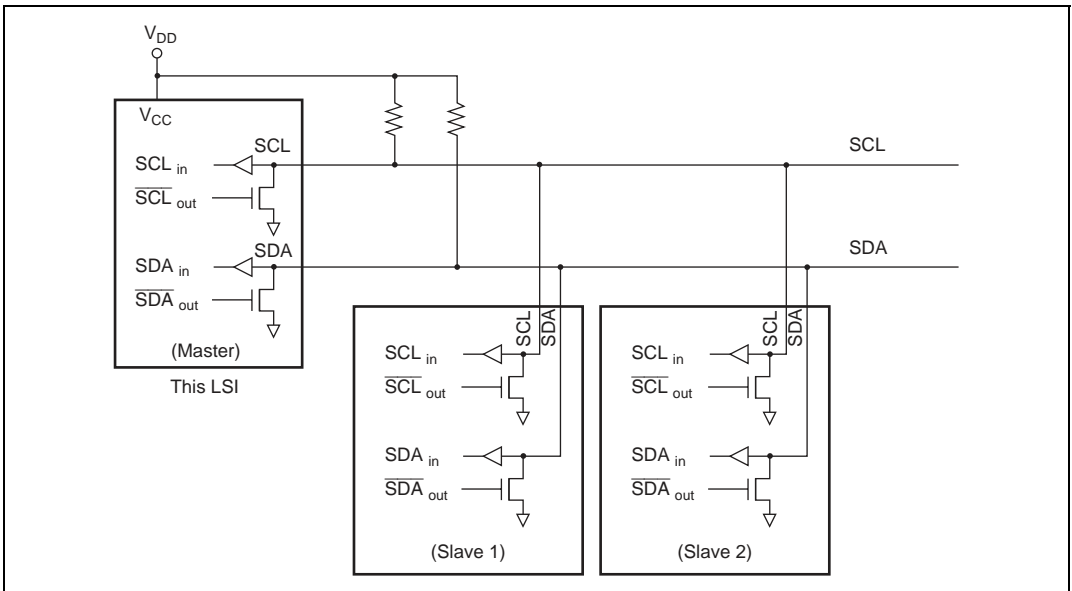 VDD
VCC
SCL
SCL in
SCL out
SDA
SDA in
SDA out
(Master)
This LSI
SCL
SDA
SCL
SDA
SCL in
SCL out
SDA in
SDA out
(Slave 1)
SCL
SDA
SCL in
SCL out
SDA in
SDA out
(Slave 2)